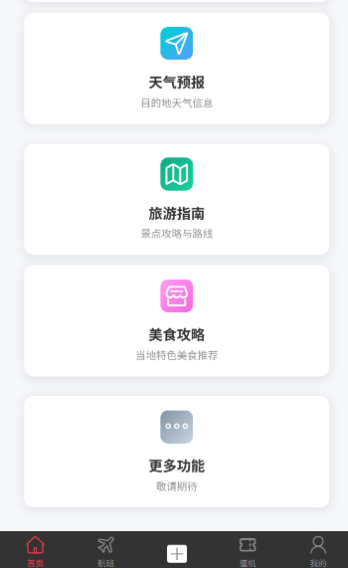 天气预报
目的地天气信息
旅游指南
景点攻略与路线
美食攻略
当地特色美食推荐
更多功能
敬请期待
首页
航班
值机
我的